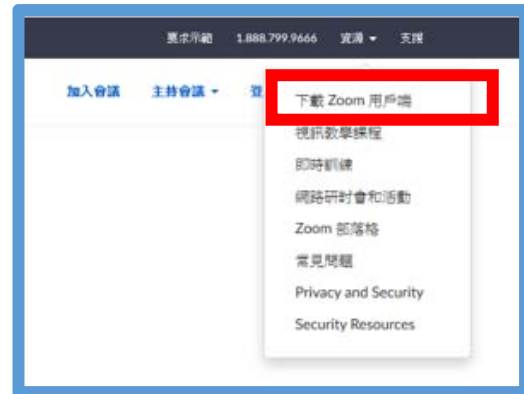 要求示範 1.888.799.9666 資源 支援
加入會議 主持會議 登
下載 Zoom 用戶端
視訊教學課程
即時訓練
網路研討會和活動
Zoom 部落格
常見問題
Privacy and Security
Security Resources